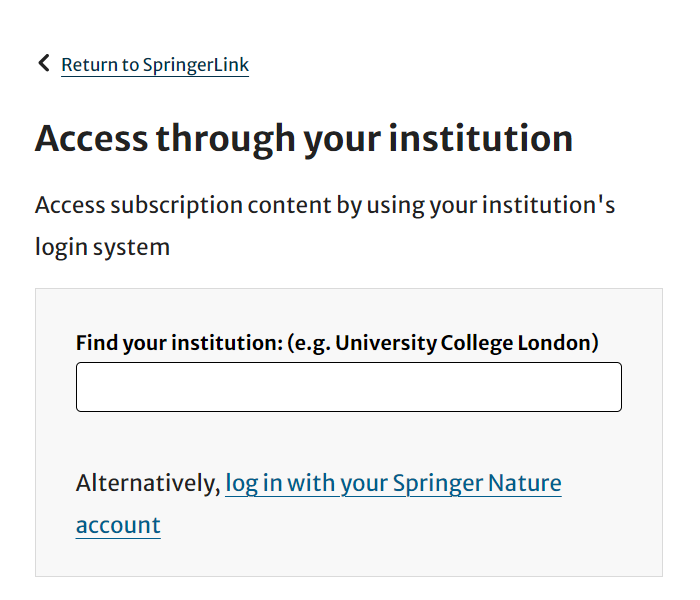 Return to SpringerLink
Access through your institution
Access subscription content by using your institution's
login system
Find your institution: (e.g. University College London)
Alternatively, log in with your Springer Nature
account